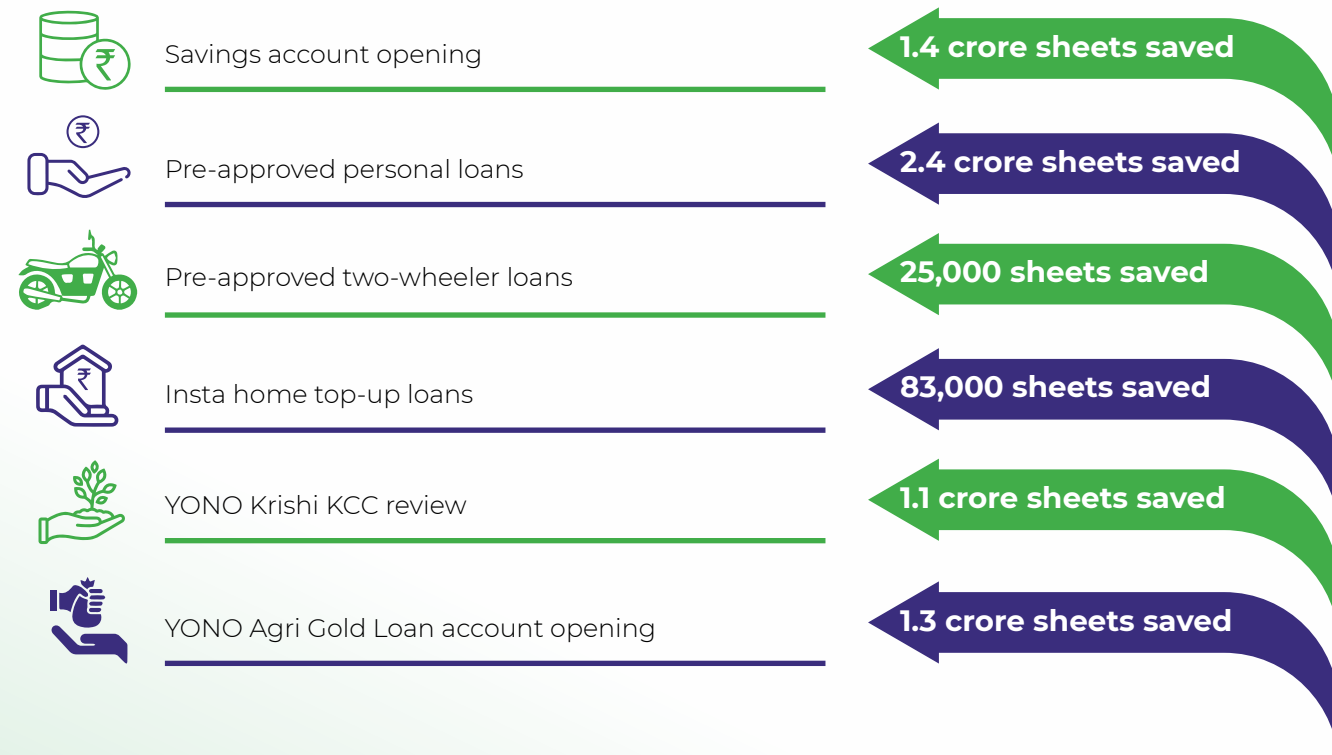 Savings account opening
1.4 crore sheets saved
₹
₹
Pre-approved personal loans
2.4 crore sheets saved
Pre-approved two-wheeler loans
25,000 sheets saved
₹
Insta home top-up loans
83,000 sheets saved
YONO Krishi KCC review
1.1 crore sheets saved
YONO Agri Gold Loan account opening
1.3 crore sheets saved